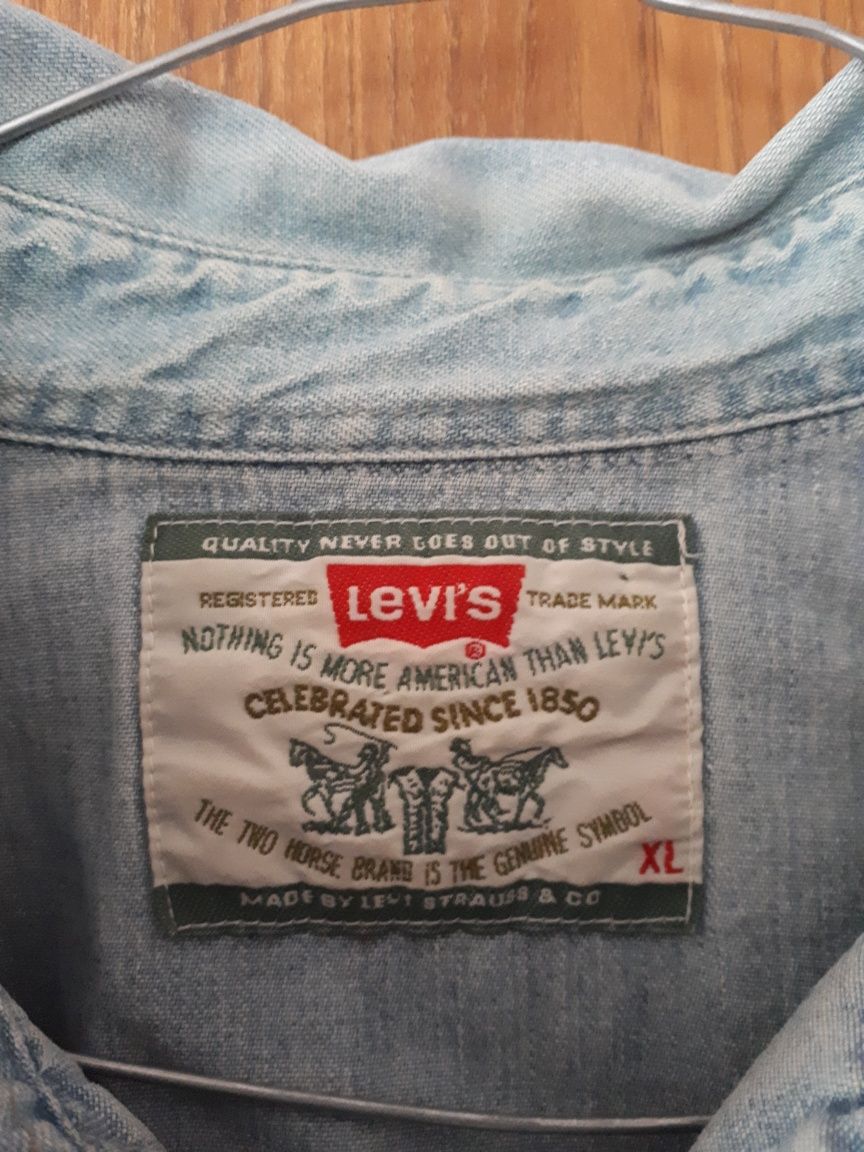 QUALITY NEVER DOES OUT OF STYLE
REGISTERED Levi's TRADE MARK
®
NOTHING IS MORE AMERICAN THAN LEVI'S
CELEBRATED SINCE 1850
THE TWO HORSE BRAND IS THE GENUINE SYMBOL
XL
MADE BY LEVI STRAUSS & CO